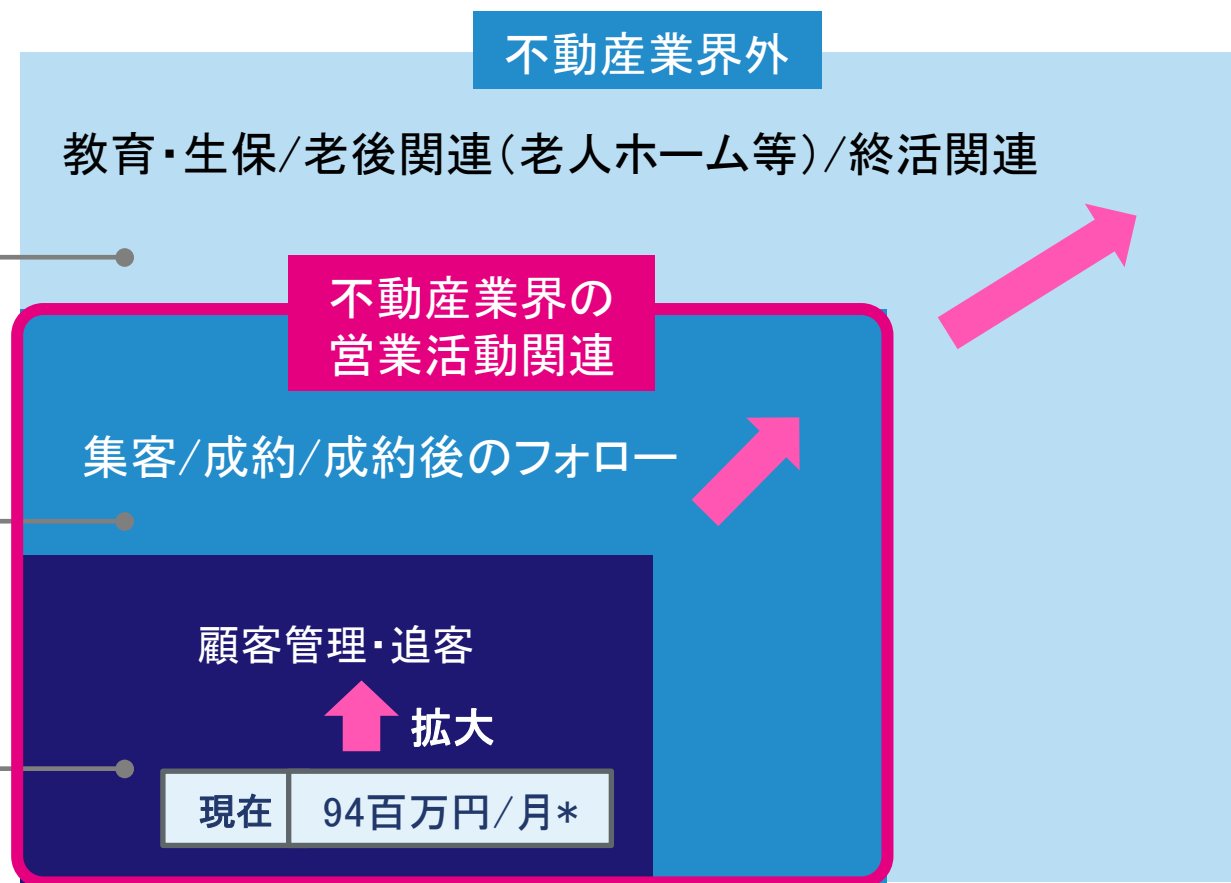 不動産業界外
教育・生保/老後関連(老人ホーム等)/終活関連
不動産業界の
営業活動関連
集客/成約/成約後のフォロー
顧客管理・追客
拡大
現在 94百万円/月*